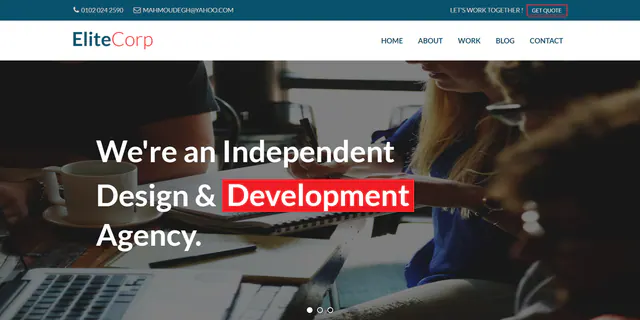 0102 024 2590 MAHMOUDEGH@YAHOO.COM LET'S WORK TOGETHER ! GET QUOTE
EliteCorp HOME ABOUT WORK BLOG CONTACT
We're an Independent
Design & Development
Agency.